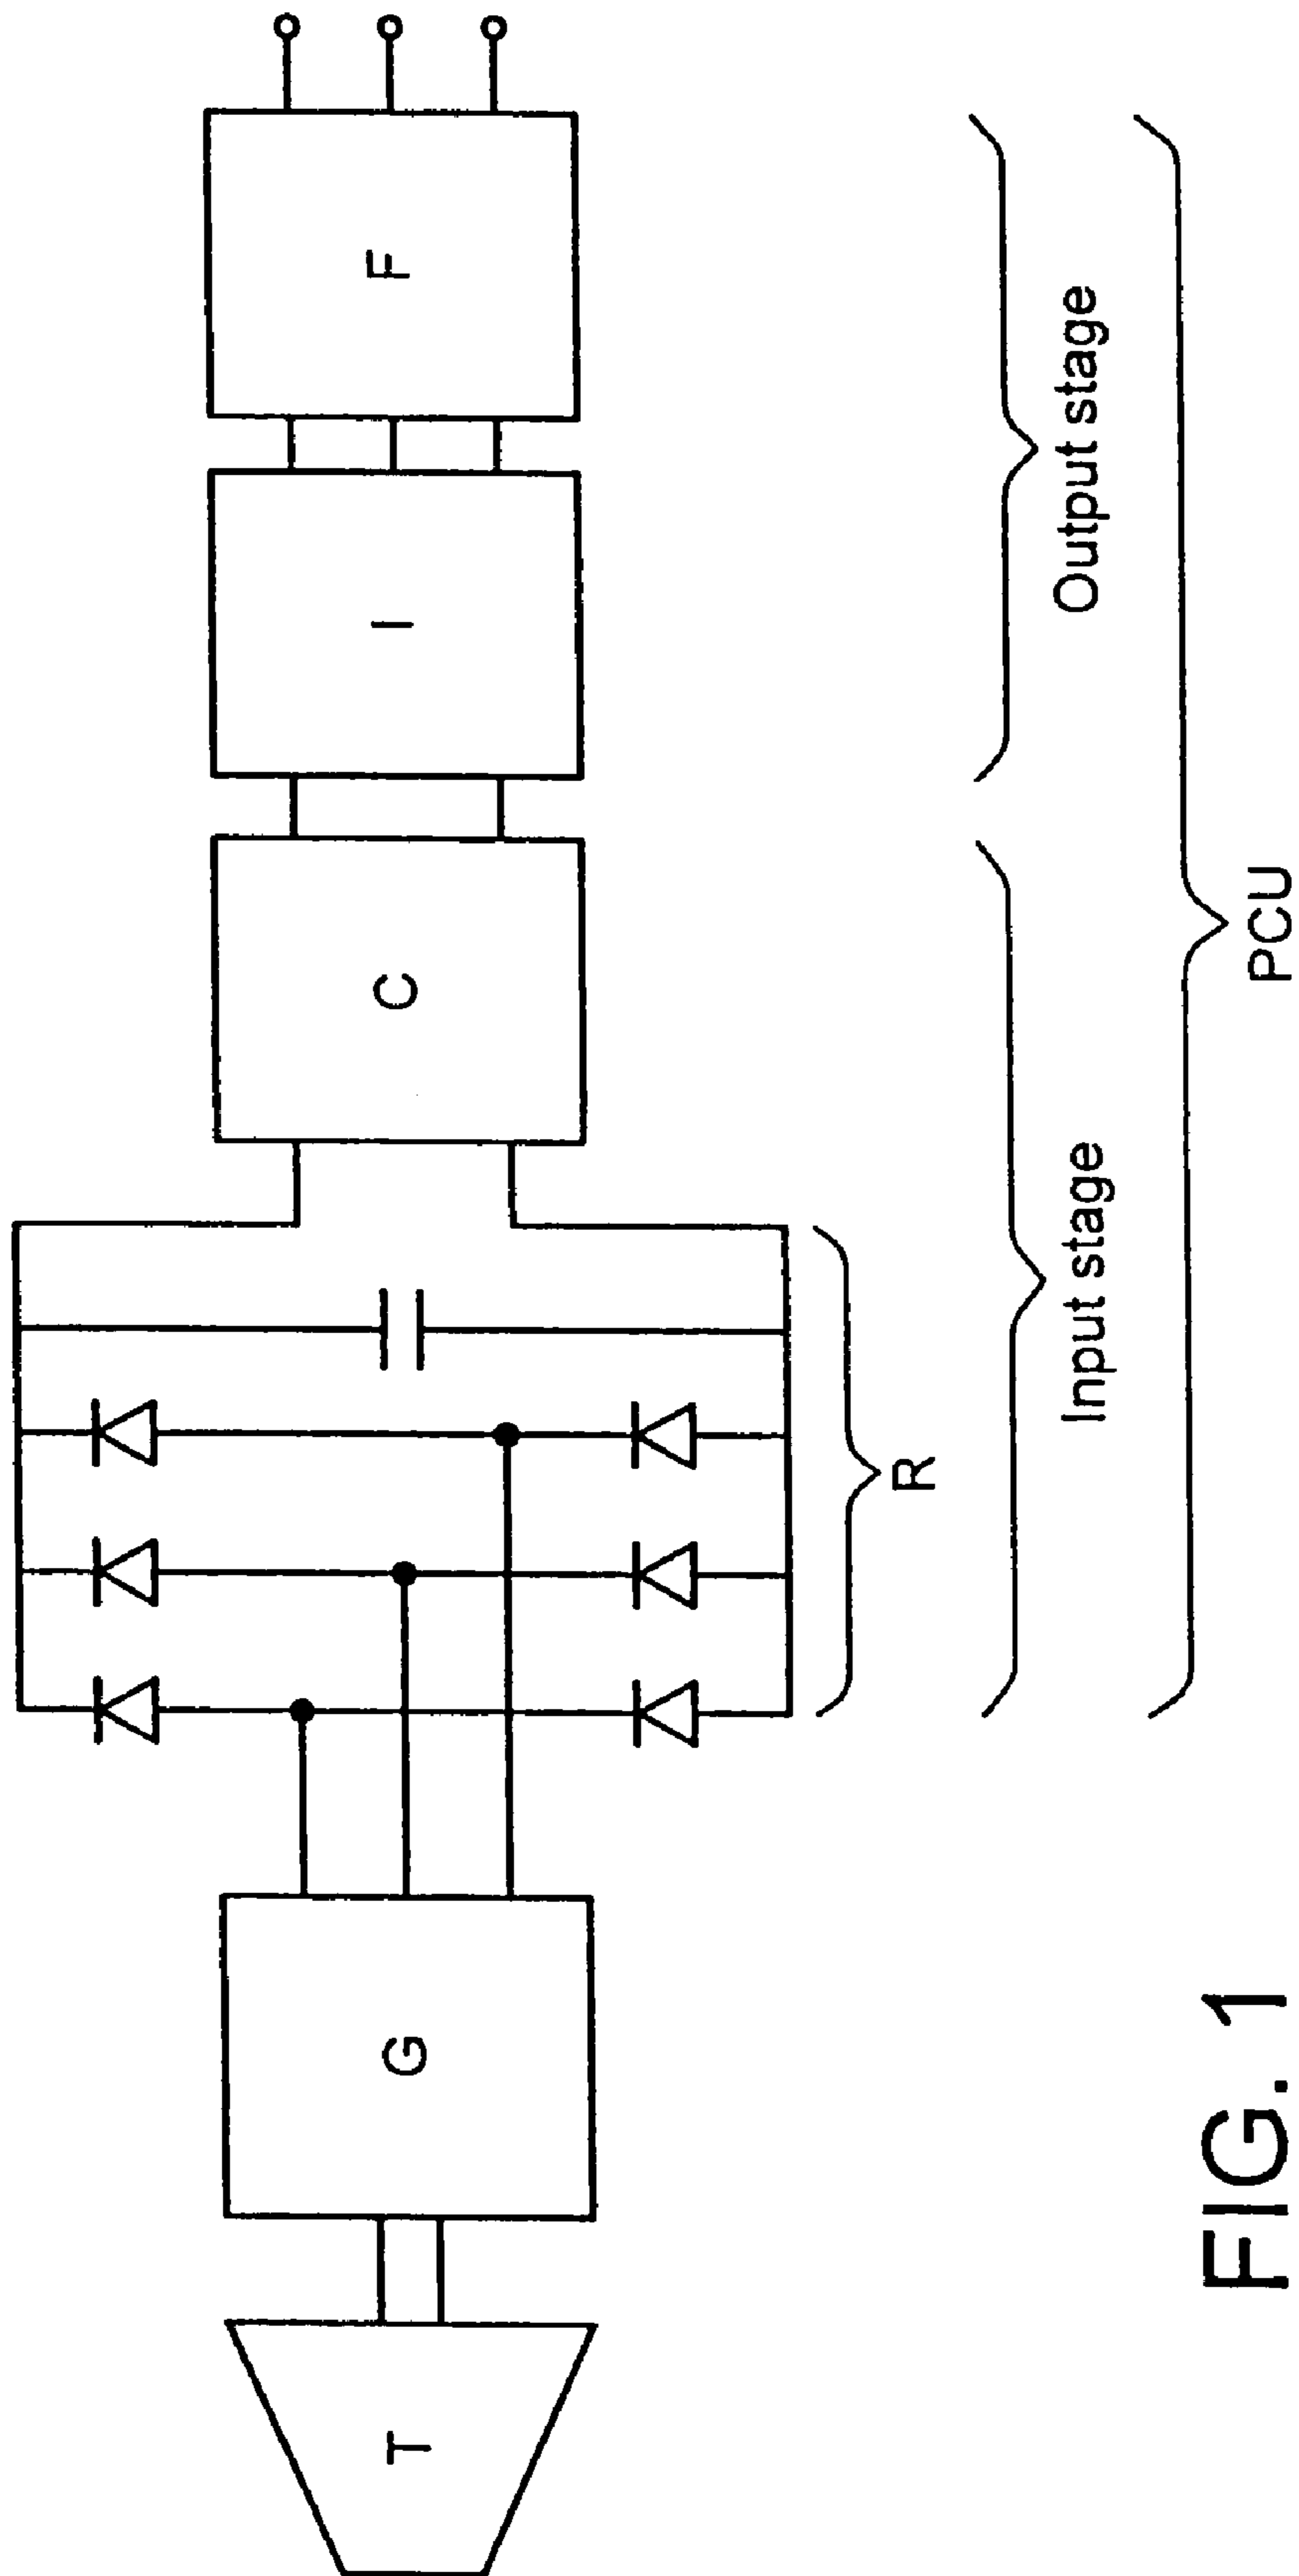 T
G
C
I
F
R
Input stage
Output stage
PCU
FIG. 1